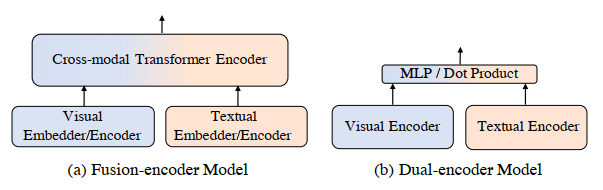 Cross-modal Transformer Encoder
Visual
Embedder/Encoder
Textual
Embedder/Encoder
(a) Fusion-encoder Model
MLP / Dot Product
Visual Encoder
Textual Encoder
(b) Dual-encoder Model